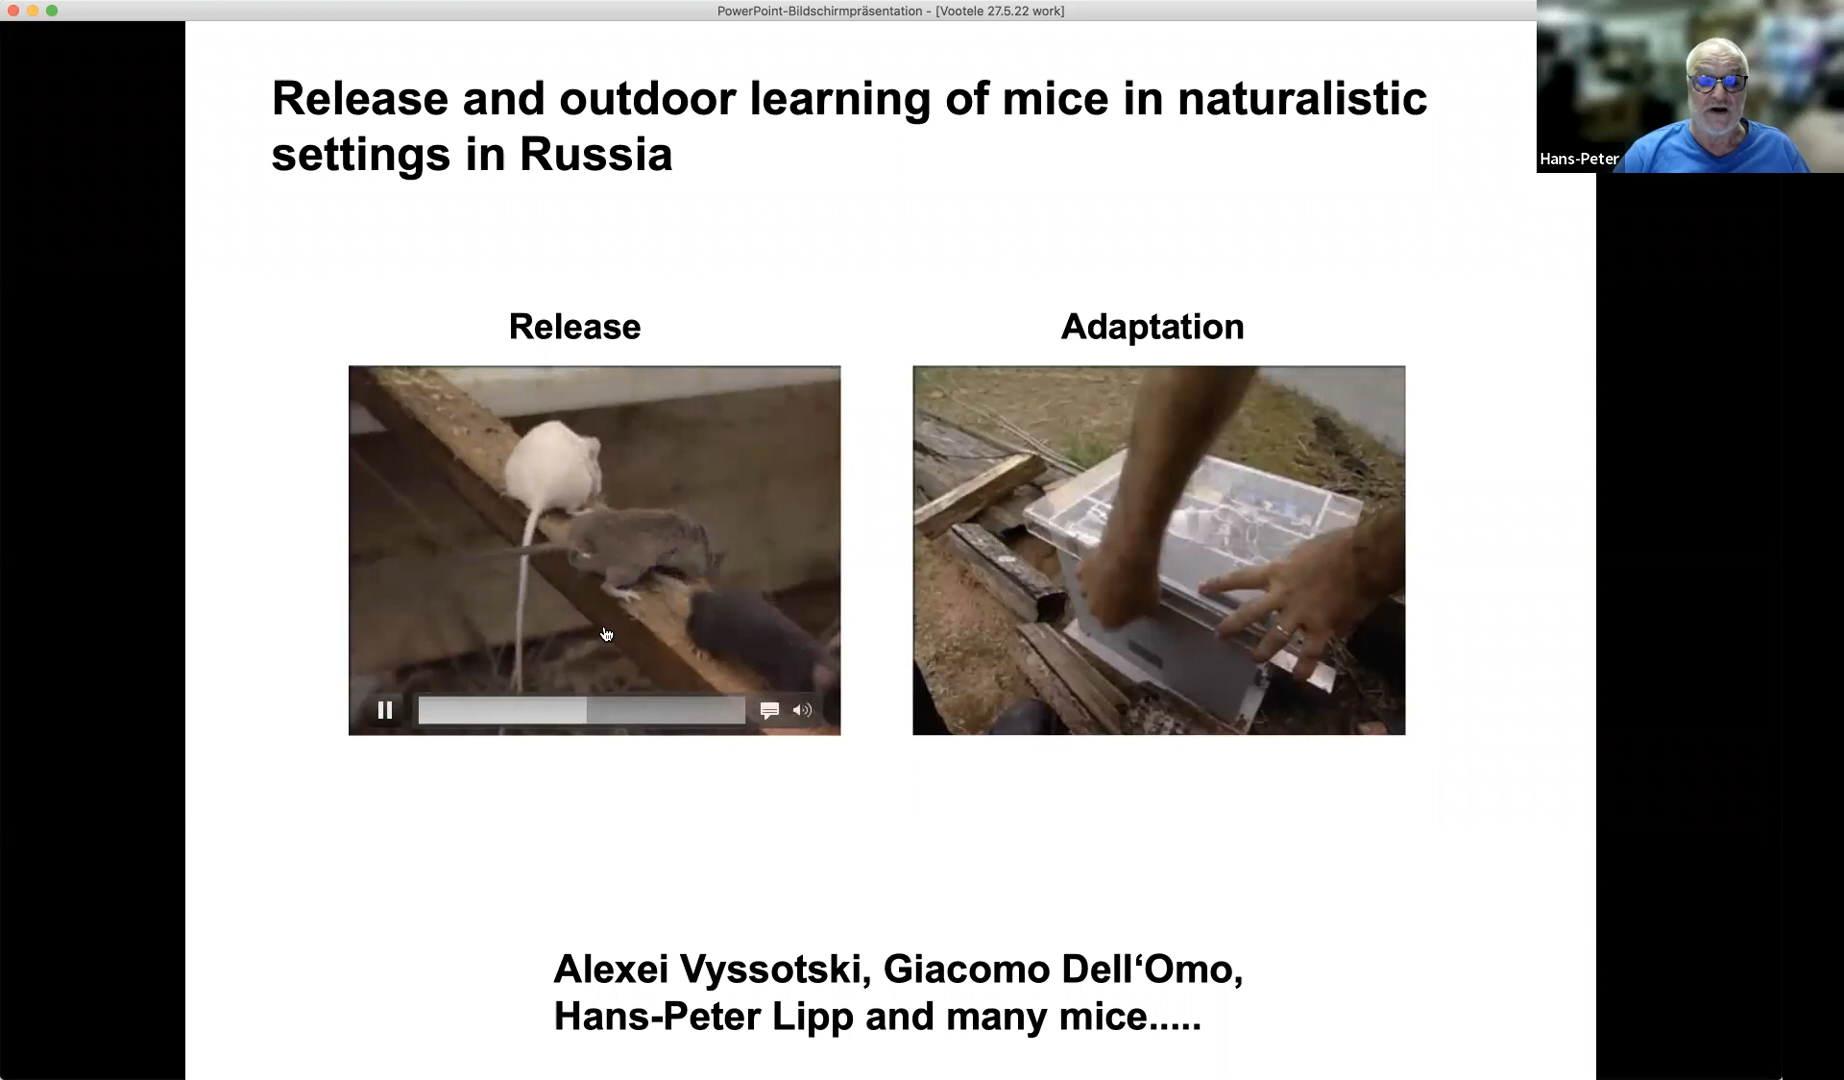 PowerPoint-Bildschirmpräsentation - [Vootele 27.5.22 work]
Hans-Peter
Release and outdoor learning of mice in naturalistic
settings in Russia
Release
Adaptation
Alexei Vyssotski, Giacomo Dell‘Omo,
Hans-Peter Lipp and many mice.....